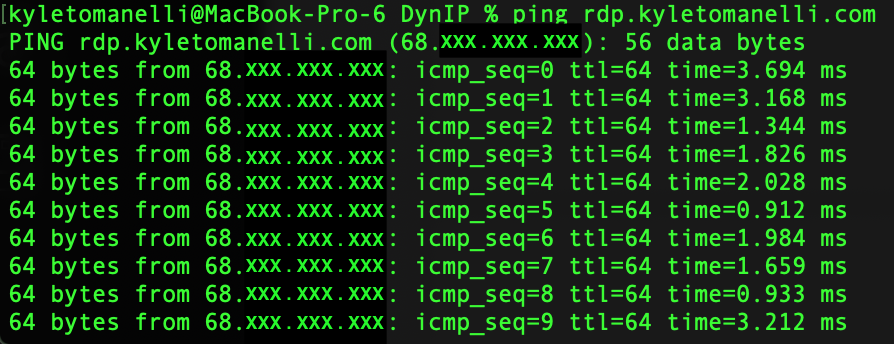 [kyletomanelli@MacBook-Pro-6 DynIP % ping rdp.kyletomanelli.com
PING rdp.kyletomanelli.com (68.xxx.xxx.xxx): 56 data bytes
64 bytes from 68.xxx.xxx.xxx: icmp_seq=0 ttl=64 time=3.694 ms
64 bytes from 68.xxx.xxx.xxx: icmp_seq=1 ttl=64 time=3.168 ms
64 bytes from 68.xxx.xxx.xxx: icmp_seq=2 ttl=64 time=1.344 ms
64 bytes from 68.xxx.xxx.xxx: icmp_seq=3 ttl=64 time=1.826 ms
64 bytes from 68.xxx.xxx.xxx: icmp_seq=4 ttl=64 time=2.028 ms
64 bytes from 68.xxx.xxx.xxx: icmp_seq=5 ttl=64 time=0.912 ms
64 bytes from 68.xxx.xxx.xxx: icmp_seq=6 ttl=64 time=1.984 ms
64 bytes from 68.xxx.xxx.xxx: icmp_seq=7 ttl=64 time=1.659 ms
64 bytes from 68.xxx.xxx.xxx: icmp_seq=8 ttl=64 time=0.933 ms
64 bytes from 68.xxx.xxx.xxx: icmp_seq=9 ttl=64 time=3.212 ms